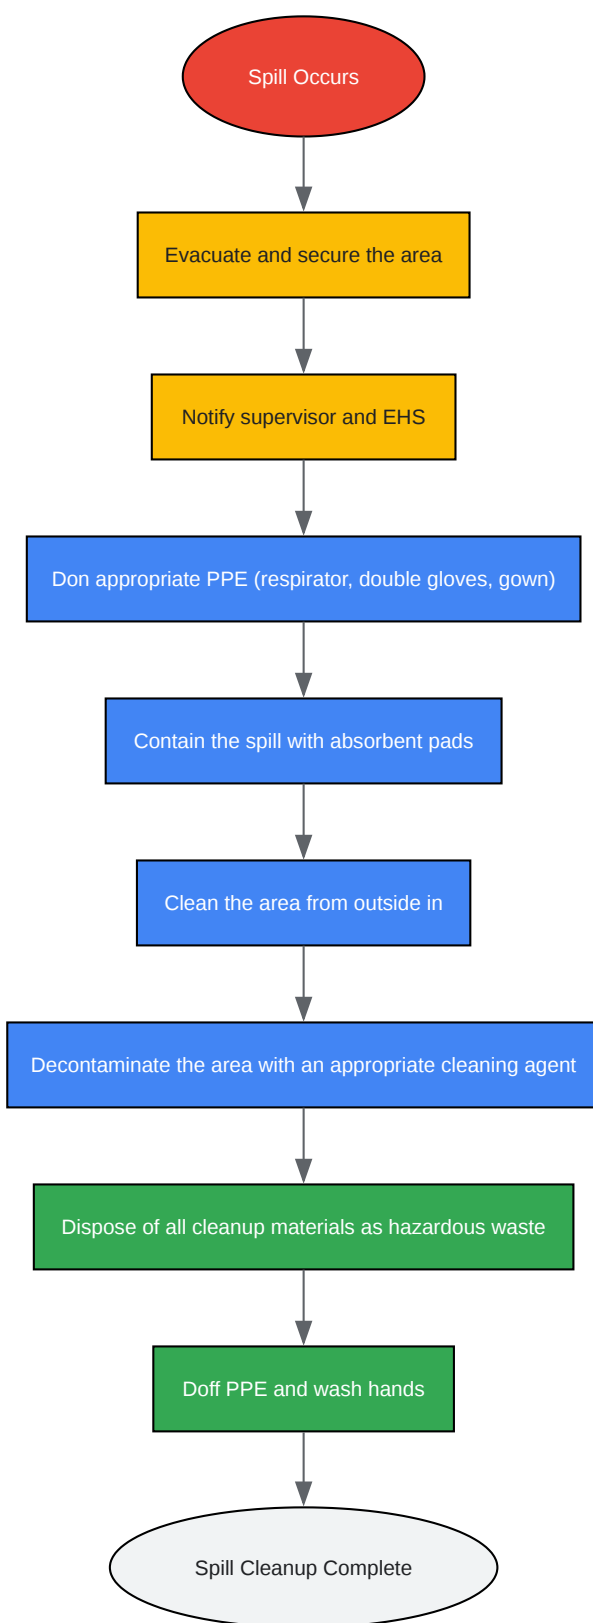 Spill Occurs
Evacuate and secure the area
Notify supervisor and EHS
Don appropriate PPE (respirator, double gloves, gown)
Contain the spill with absorbent pads
Clean the area from outside in
Decontaminate the area with an appropriate cleaning agent
Dispose of all cleanup materials as hazardous waste
Doff PPE and wash hands
Spill Cleanup Complete